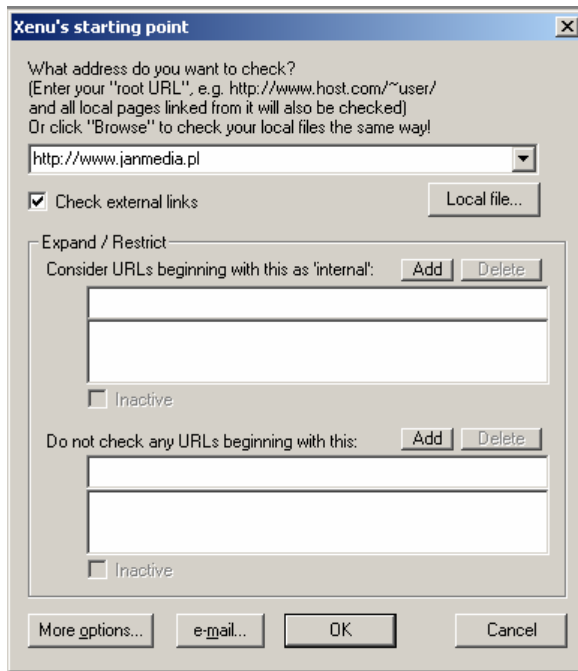 Xenu's starting point
What address do you want to check?
(Enter your "root URL", e.g. http://www.host.com/~user/
and all local pages linked from it will also be checked)
Or click "Browse" to check your local files the same way!
http://www.janmedia.pl
Check external links
Local file...
Expand / Restrict
Consider URLs beginning with this as 'internal': Add Delete
Inactive
Do not check any URLs beginning with this: Add Delete
Inactive
More options... e-mail... OK Cancel